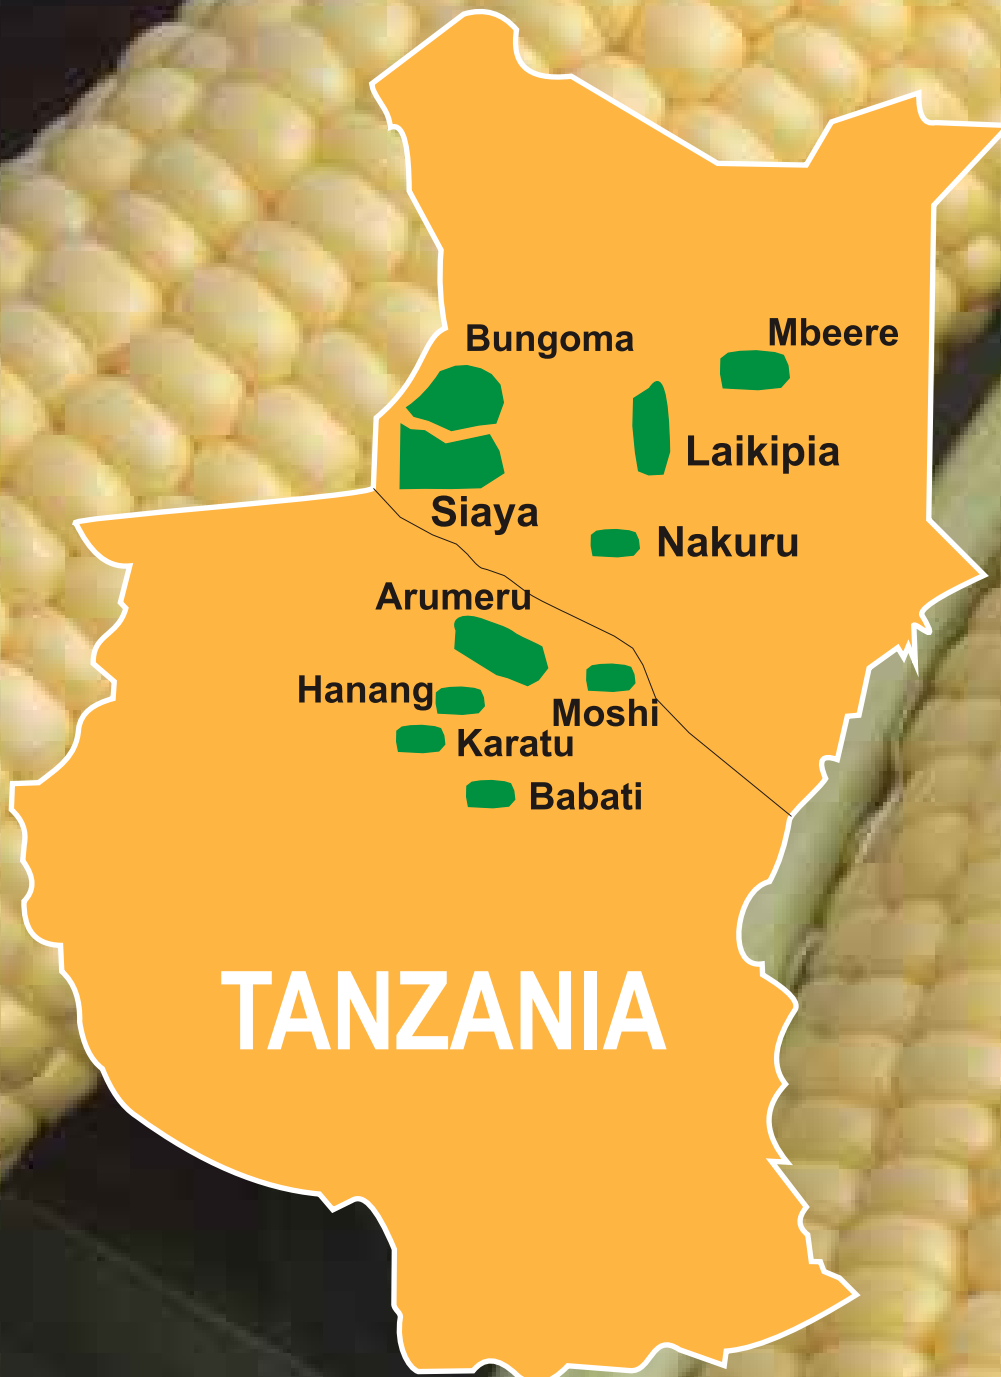 Mbeere
Bungoma
Laikipia
Siaya
Nakuru
Arumeru
Hanang
Moshi
Karatu
Babati
TANZANIA